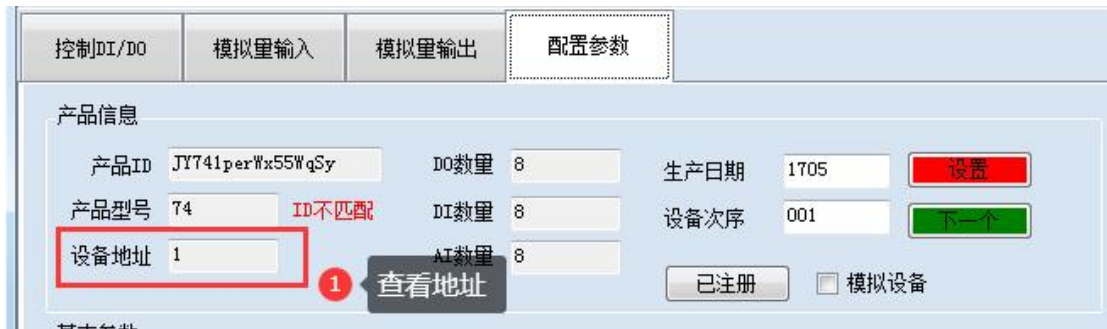 控制DI/DO 模拟量输入 模拟量输出 配置参数
产品信息
产品ID JY741perWx55WqSy DO数量 8 生产日期 1705 设置
产品型号 74 ID不匹配 DI数量 8 设备次序 001 下一个
设备地址 1 AI数量 8
1 查看地址 已注册 模拟设备
基本参数